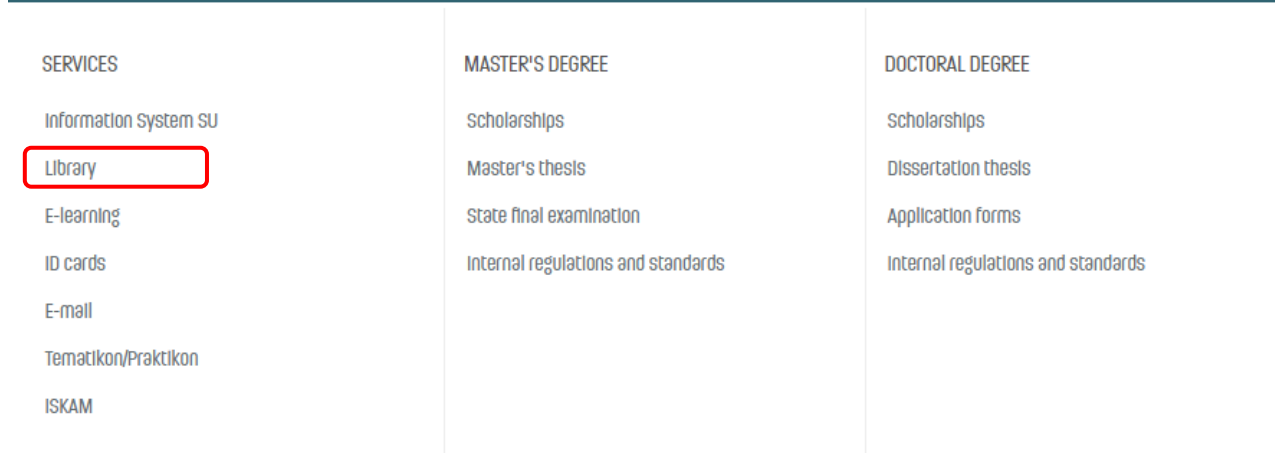 SERVICES
Information System SU
Library
E-learning
ID cards
E-mail
Tematikon/Praktikon
ISKAM
MASTER'S DEGREE
Scholarships
Master's thesis
State final examination
Internal regulations and standards
DOCTORAL DEGREE
Scholarships
Dissertation thesis
Application forms
Internal regulations and standards